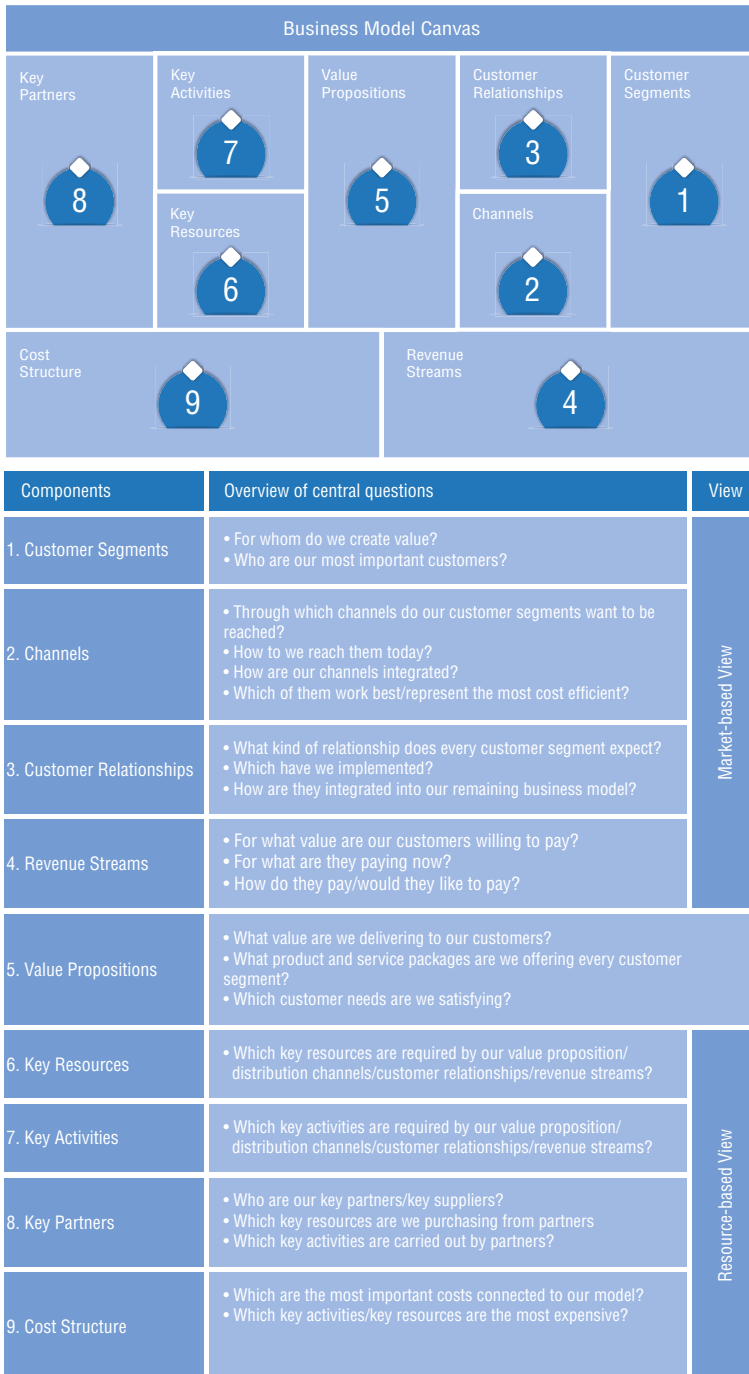 Business Model Canvas
Key
Partners
8
Key
Activities
7
Key
Resources
6
Value
Propositions
5
Customer
Relationships
3
Channels
2
Customer
Segments
1
Cost
Structure
9
Revenue
Streams
4
Components
Overview of central questions
View
1. Customer Segments
• For whom do we create value?
• Who are our most important customers?
2. Channels
• Through which channels do our customer segments want to be
reached?
• How to we reach them today?
• How are our channels integrated?
• Which of them work best/represent the most cost efficient?
3. Customer Relationships
• What kind of relationship does every customer segment expect?
• Which have we implemented?
• How are they integrated into our remaining business model?
4. Revenue Streams
• For what value are our customers willing to pay?
• For what are they paying now?
• How do they pay/would they like to pay?
Market-based View
5. Value Propositions
• What value are we delivering to our customers?
• What product and service packages are we offering every customer
segment?
• Which customer needs are we satisfying?
6. Key Resources
• Which key resources are required by our value proposition/
distribution channels/customer relationships/revenue streams?
7. Key Activities
• Which key activities are required by our value proposition/
distribution channels/customer relationships/revenue streams?
8. Key Partners
• Who are our key partners/key suppliers?
• Which key resources are we purchasing from partners
• Which key activities are carried out by partners?
9. Cost Structure
• Which are the most important costs connected to our model?
• Which key activities/key resources are the most expensive?
Resource-based View